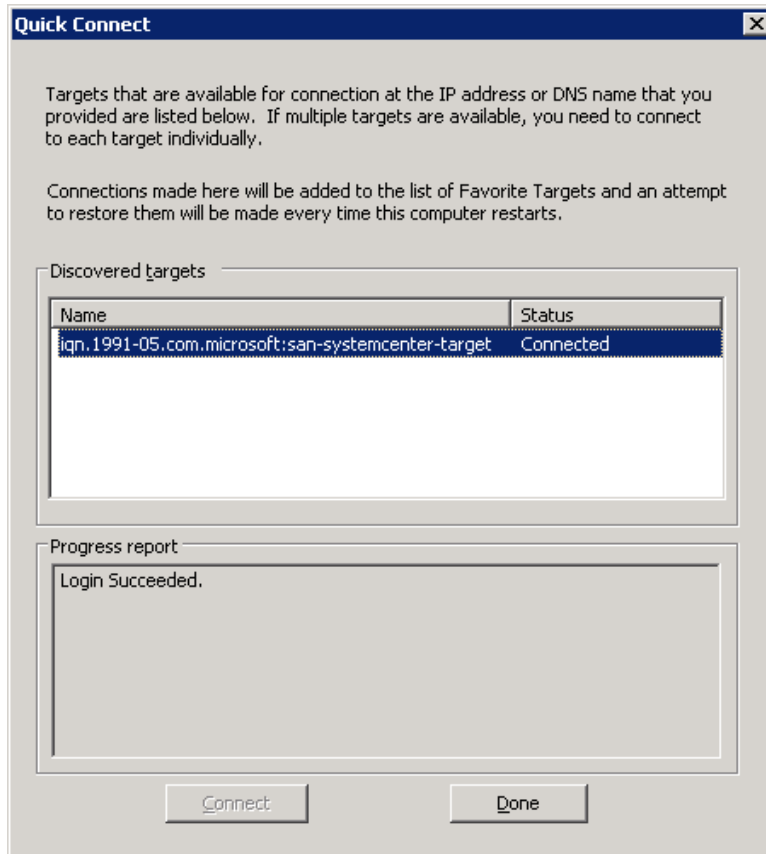 Quick Connect
Targets that are available for connection at the IP address or DNS name that you
provided are listed below.  If multiple targets are available, you need to connect
to each target individually.
Connections made here will be added to the list of Favorite Targets and an attempt
to restore them will be made every time this computer restarts.
Discovered targets
Name Status
iqn.1991-05.com.microsoft:san-systemcenter-target Connected
Progress report
Login Succeeded.
Connect Done